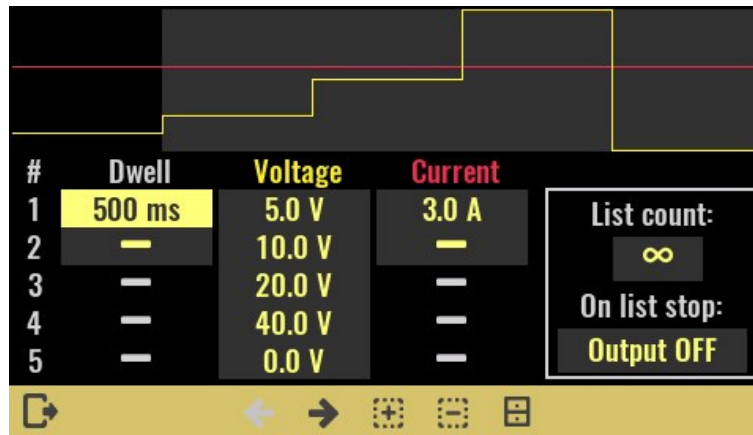 # Dwell Voltage Current
1 500 ms 5.0 V 3.0 A
2 — 10.0 V —
3 — 20.0 V —
4 — 40.0 V —
5 — 0.0 V —
List count:
∞
On list stop:
Output OFF